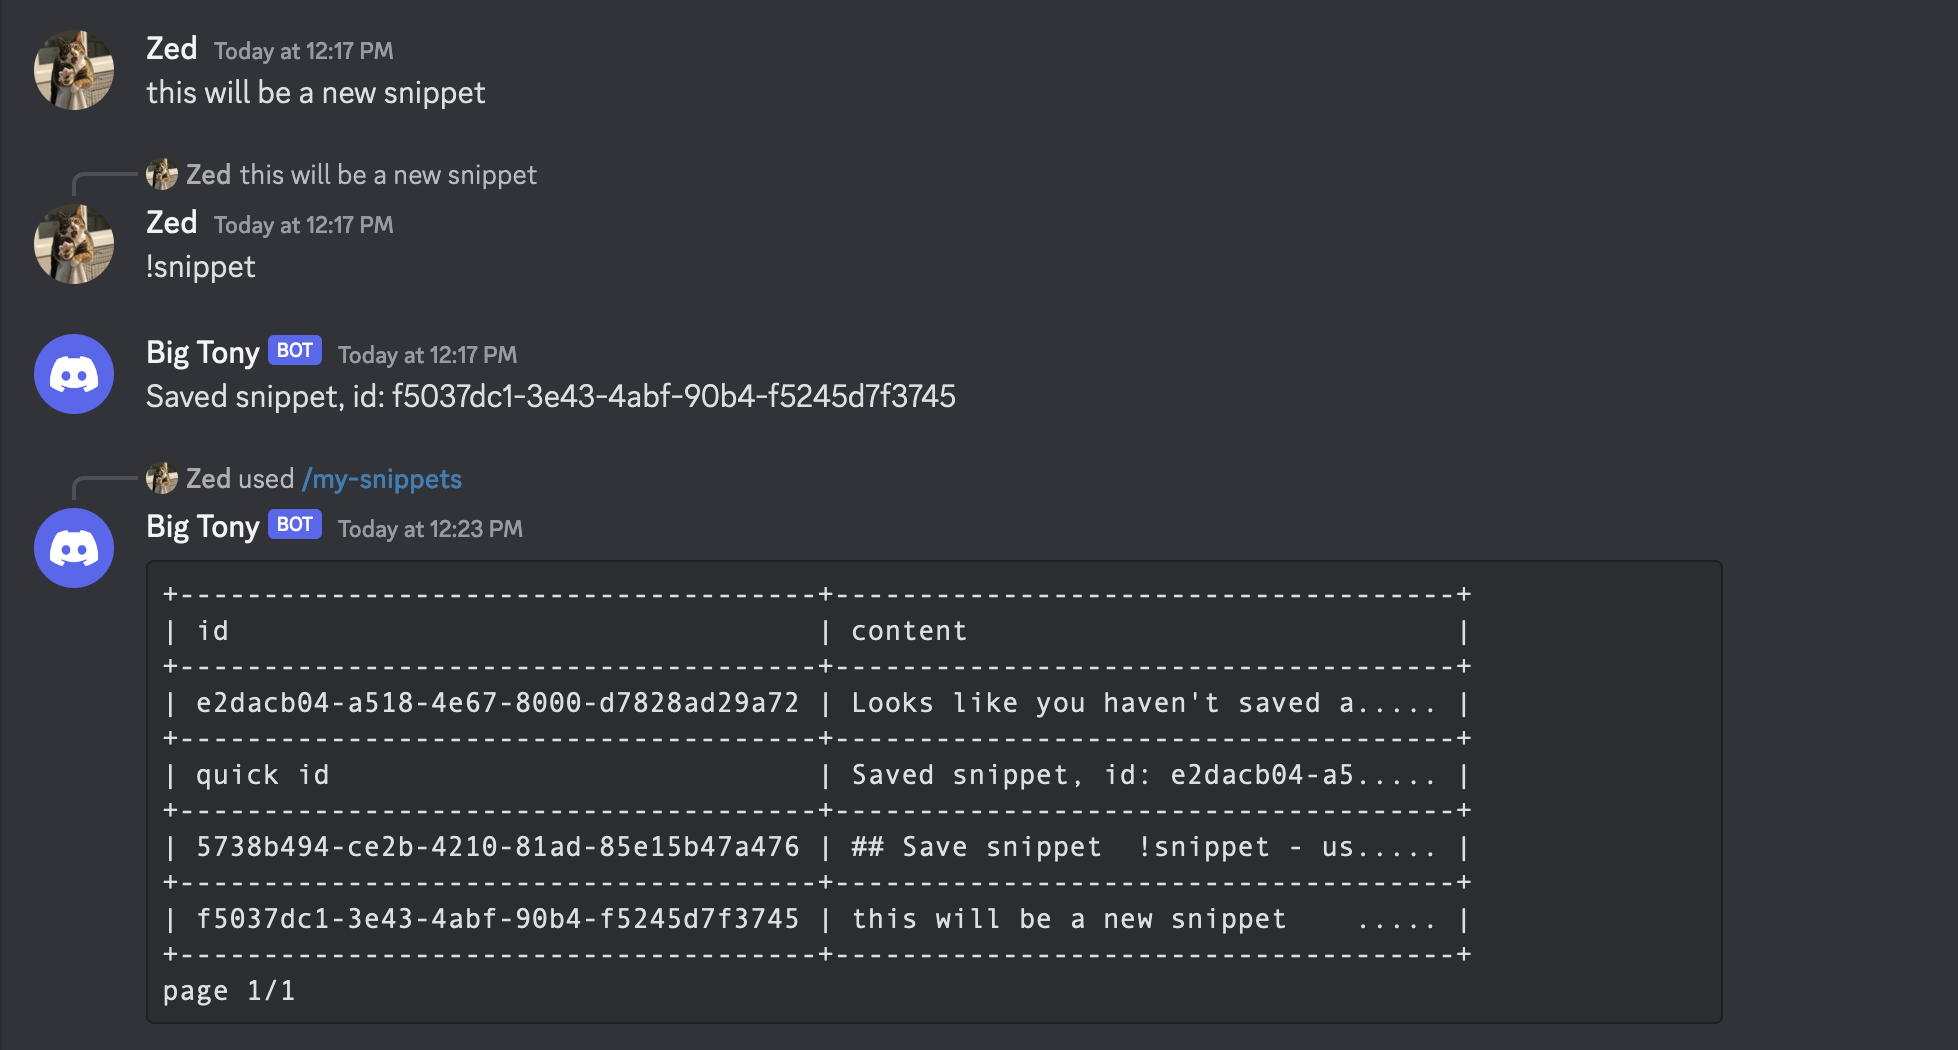 Zed Today at 12:17 PM
this will be a new snippet
Zed this will be a new snippet
Zed Today at 12:17 PM
!snippet
Big Tony BOT Today at 12:17 PM
Saved snippet, id: f5037dc1-3e43-4abf-90b4-f5245d7f3745
Zed used /my-snippets
Big Tony BOT Today at 12:23 PM
+--------------------------------------+-------------------------------------+
| id                                   | content                             |
+--------------------------------------+-------------------------------------+
| e2dacb04-a518-4e67-8000-d7828ad29a72 | Looks like you haven't saved a..... |
+--------------------------------------+-------------------------------------+
| quick id                             | Saved snippet, id: e2dacb04-a5..... |
+--------------------------------------+-------------------------------------+
| 5738b494-ce2b-4210-81ad-85e15b47a476 | ## Save snippet  !snippet - us..... |
+--------------------------------------+-------------------------------------+
| f5037dc1-3e43-4abf-90b4-f5245d7f3745 | this will be a new snippet    ..... |
+--------------------------------------+-------------------------------------+
page 1/1